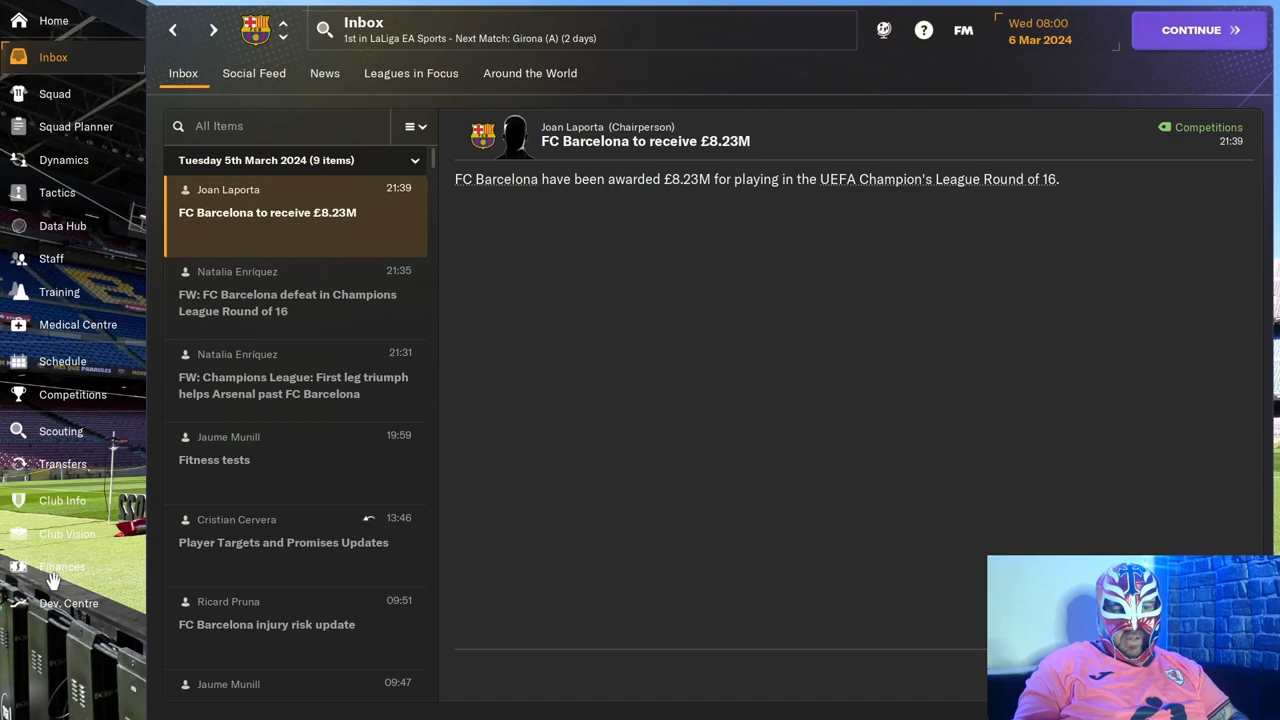 Home
Inbox
Squad
Squad Planner
Dynamics
Tactics
Data Hub
Staff
Training
Medical Centre
Schedule
Competitions
Scouting
Transfers
Club Info
Club Vision
Finances
Dev. Centre
Inbox
1st in LaLiga EA Sports - Next Match: Girona (A) (2 days)
?
FM
Wed 08:00
6 Mar 2024
CONTINUE
Inbox
Social Feed
News
Leagues in Focus
Around the World
All Items
Tuesday 5th March 2024 (9 items)
Joan Laporta 21:39
FC Barcelona to receive £8.23M
Natalia Enríquez 21:35
FW: FC Barcelona defeat in Champions
League Round of 16
Natalia Enríquez 21:31
FW: Champions League: First leg triumph
helps Arsenal past FC Barcelona
Jaume Munill 19:59
Fitness tests
Cristian Cervera 13:46
Player Targets and Promises Updates
Ricard Pruna 09:51
FC Barcelona injury risk update
Jaume Munill 09:47
Joan Laporta (Chairperson)
FC Barcelona to receive £8.23M
Competitions
21:39
FC Barcelona have been awarded £8.23M for playing in the UEFA Champion's League Round of 16.